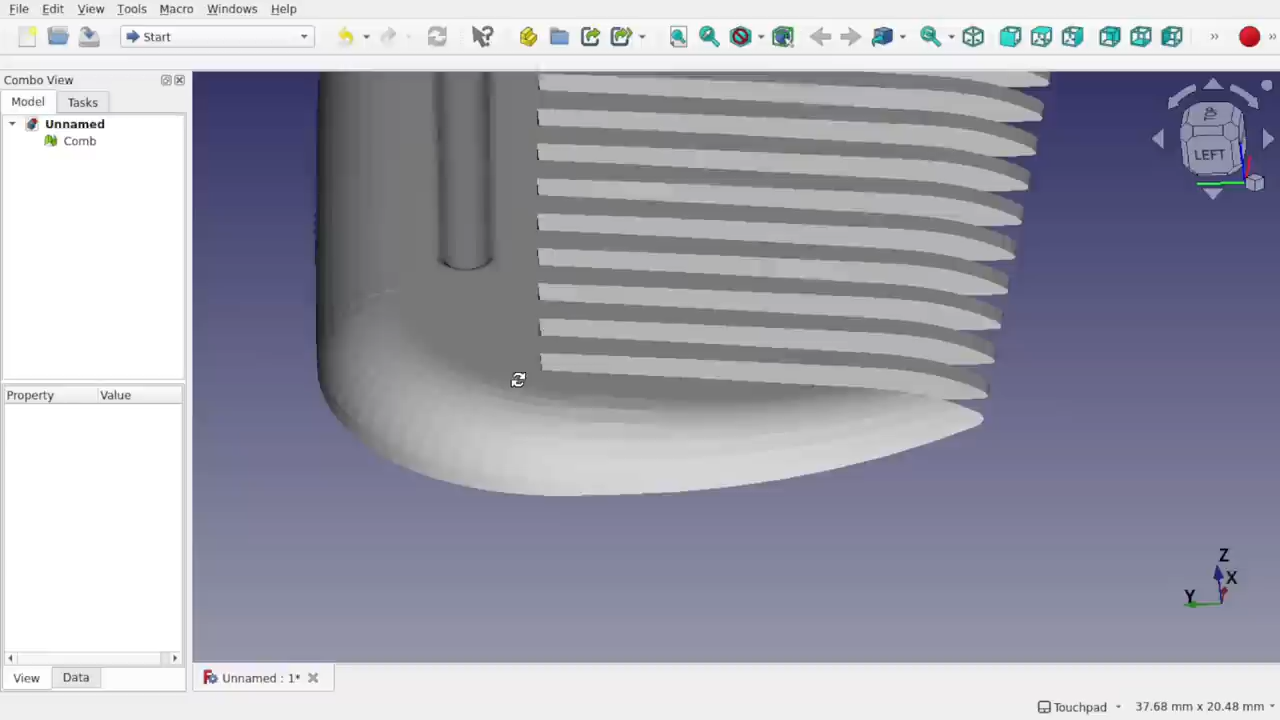 File Edit View Tools Macro Windows Help
Start
Combo View
Model Tasks
Unnamed
Comb
LEFT
Property Value
Z
X
Y
View Data
Unnamed : 1*
Touchpad 37.68 mm x 20.48 mm